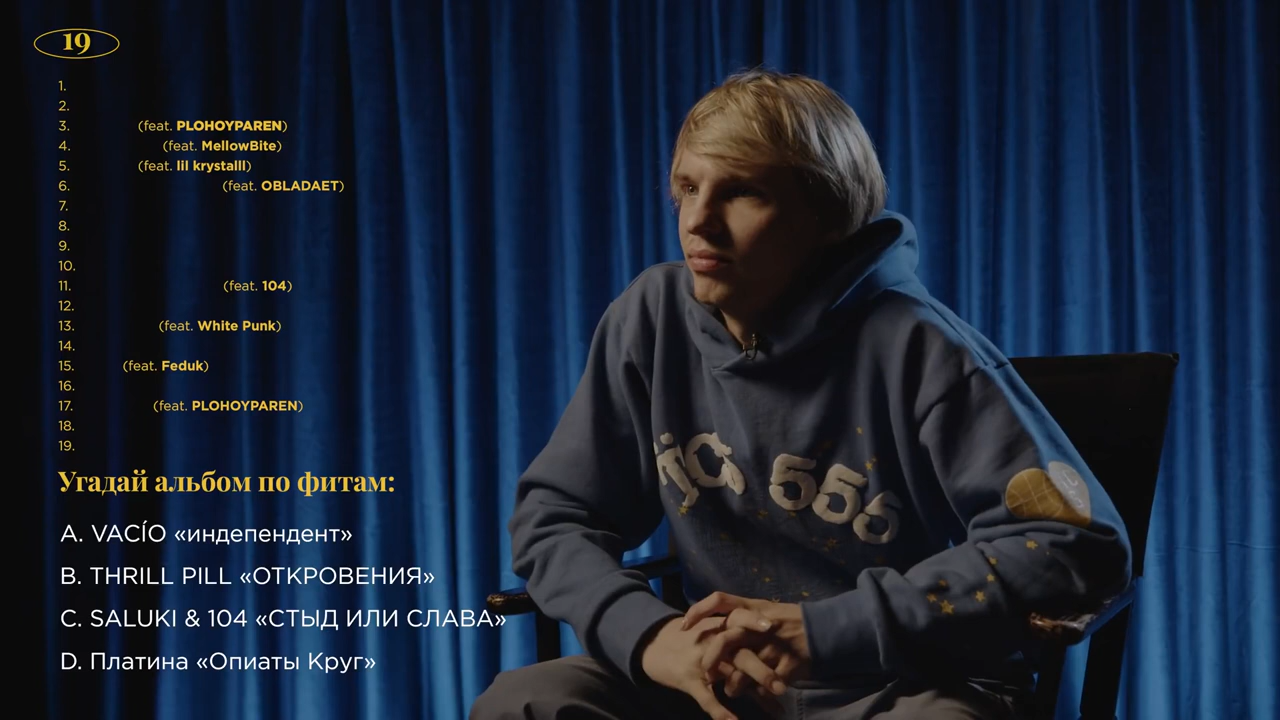 19
1.
2.
3. (feat. PLOHOYPAREN)
4. (feat. MellowBite)
5. (feat. lil krystalll)
6. (feat. OBLADAET)
7.
8.
9.
10.
11. (feat. 104)
12.
13. (feat. White Punk)
14.
15. (feat. Feduk)
16.
17. (feat. PLOHOYPAREN)
18.
19.
Угадай альбом по фитам:
A. VACÍO «индепендент»
B. THRILL PILL «ОТКРОВЕНИЯ»
C. SALUKI & 104 «СТЫД ИЛИ СЛАВА»
D. Платина «Опиаты Круг»
555